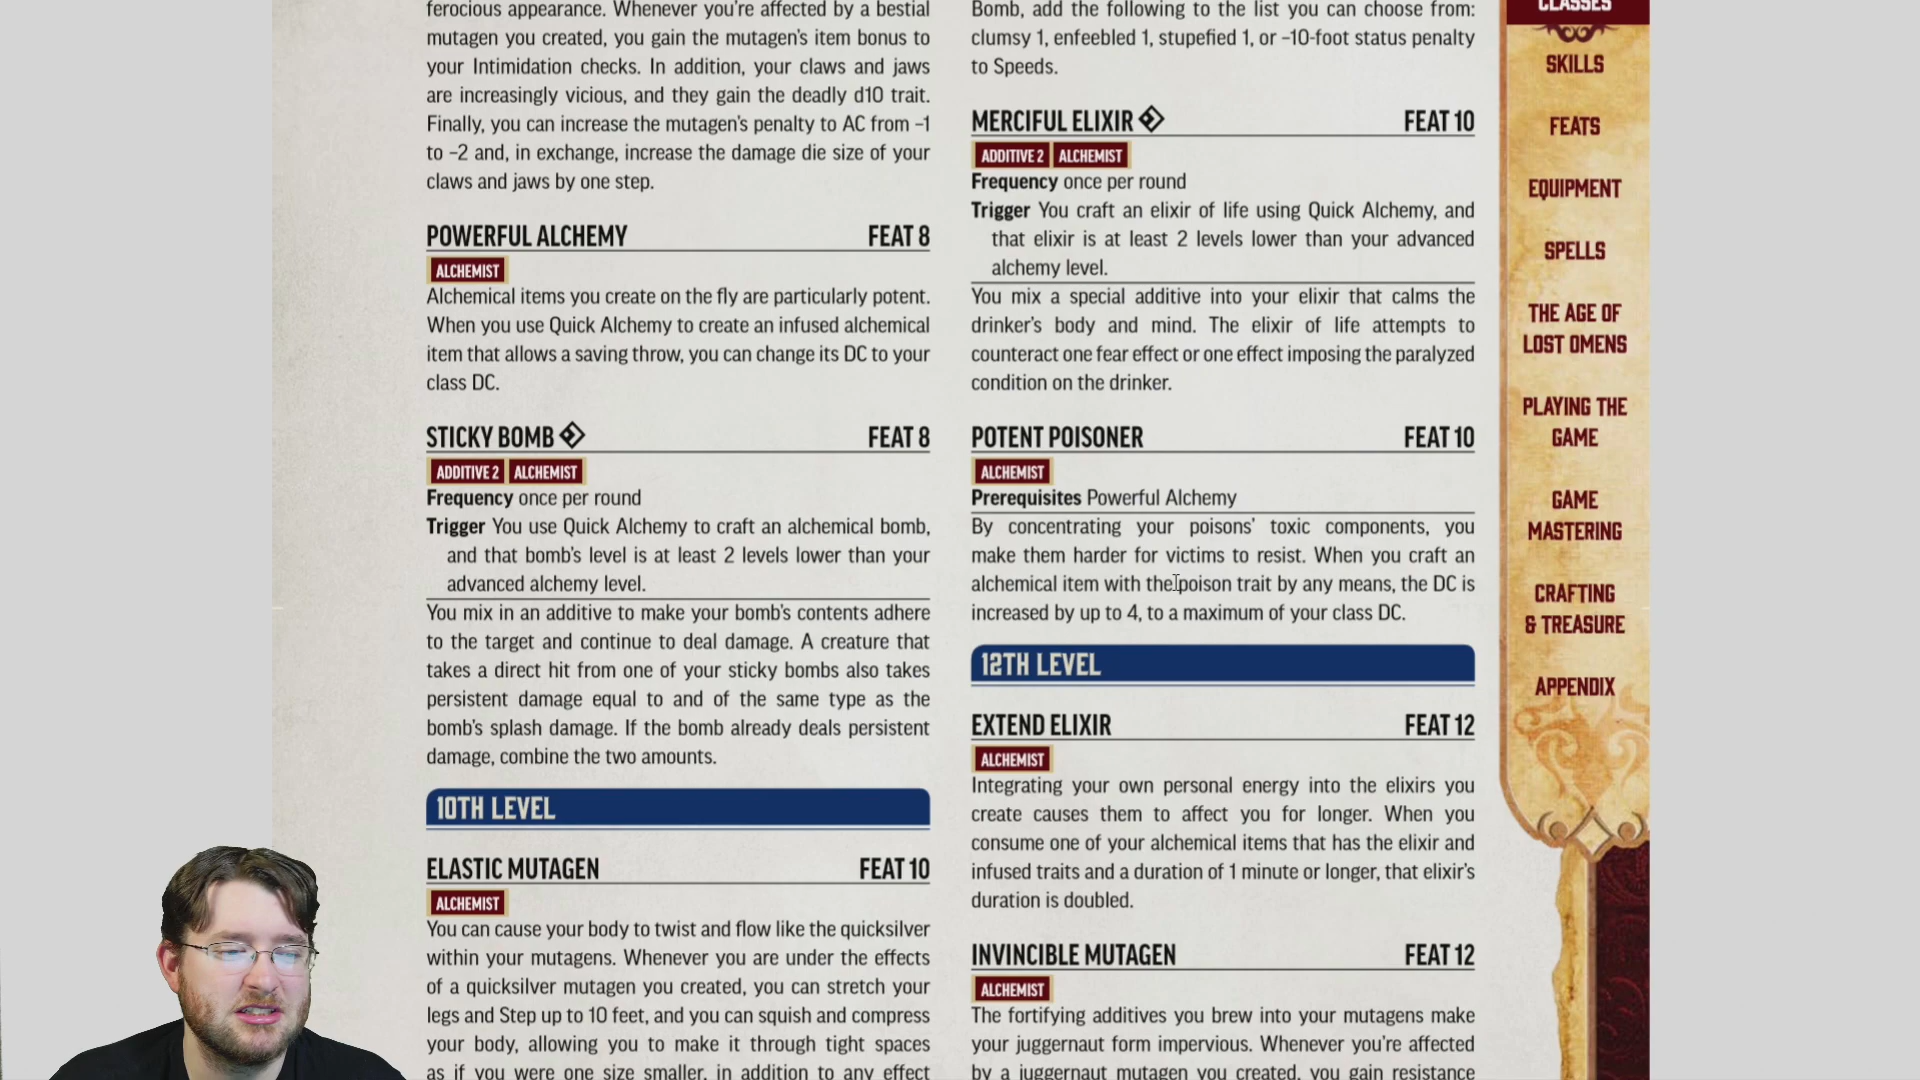 ferocious appearance. Whenever you're affected by a bestial
mutagen you created, you gain the mutagen's item bonus to
your Intimidation checks. In addition, your claws and jaws
are increasingly vicious, and they gain the deadly d10 trait.
Finally, you can increase the mutagen's penalty to AC from –1
to –2 and, in exchange, increase the damage die size of your
claws and jaws by one step.
POWERFUL ALCHEMY FEAT 8
ALCHEMIST
Alchemical items you create on the fly are particularly potent.
When you use Quick Alchemy to create an infused alchemical
item that allows a saving throw, you can change its DC to your
class DC.
STICKY BOMB FEAT 8
ADDITIVE 2 ALCHEMIST
Frequency once per round
Trigger You use Quick Alchemy to craft an alchemical bomb,
and that bomb's level is at least 2 levels lower than your
advanced alchemy level.
You mix in an additive to make your bomb's contents adhere
to the target and continue to deal damage. A creature that
takes a direct hit from one of your sticky bombs also takes
persistent damage equal to and of the same type as the
bomb's splash damage. If the bomb already deals persistent
damage, combine the two amounts.
10TH LEVEL
ELASTIC MUTAGEN FEAT 10
ALCHEMIST
You can cause your body to twist and flow like the quicksilver
within your mutagens. Whenever you are under the effects
of a quicksilver mutagen you created, you can stretch your
legs and Step up to 10 feet, and you can squish and compress
your body, allowing you to make it through tight spaces
as if you were one size smaller, in addition to any effect
Bomb, add the following to the list you can choose from:
clumsy 1, enfeebled 1, stupefied 1, or –10-foot status penalty
to Speeds.
MERCIFUL ELIXIR FEAT 10
ADDITIVE 2 ALCHEMIST
Frequency once per round
Trigger You craft an elixir of life using Quick Alchemy, and
that elixir is at least 2 levels lower than your advanced
alchemy level.
You mix a special additive into your elixir that calms the
drinker's body and mind. The elixir of life attempts to
counteract one fear effect or one effect imposing the paralyzed
condition on the drinker.
POTENT POISONER FEAT 10
ALCHEMIST
Prerequisites Powerful Alchemy
By concentrating your poisons' toxic components, you
make them harder for victims to resist. When you craft an
alchemical item with the poison trait by any means, the DC is
increased by up to 4, to a maximum of your class DC.
12TH LEVEL
EXTEND ELIXIR FEAT 12
ALCHEMIST
Integrating your own personal energy into the elixirs you
create causes them to affect you for longer. When you
consume one of your alchemical items that has the elixir and
infused traits and a duration of 1 minute or longer, that elixir's
duration is doubled.
INVINCIBLE MUTAGEN FEAT 12
ALCHEMIST
The fortifying additives you brew into your mutagens make
your juggernaut form impervious. Whenever you're affected
by a juggernaut mutagen you created, you gain resistance
CLASSES
SKILLS
FEATS
EQUIPMENT
SPELLS
THE AGE OF
LOST OMENS
PLAYING THE
GAME
GAME
MASTERING
CRAFTING
& TREASURE
APPENDIX